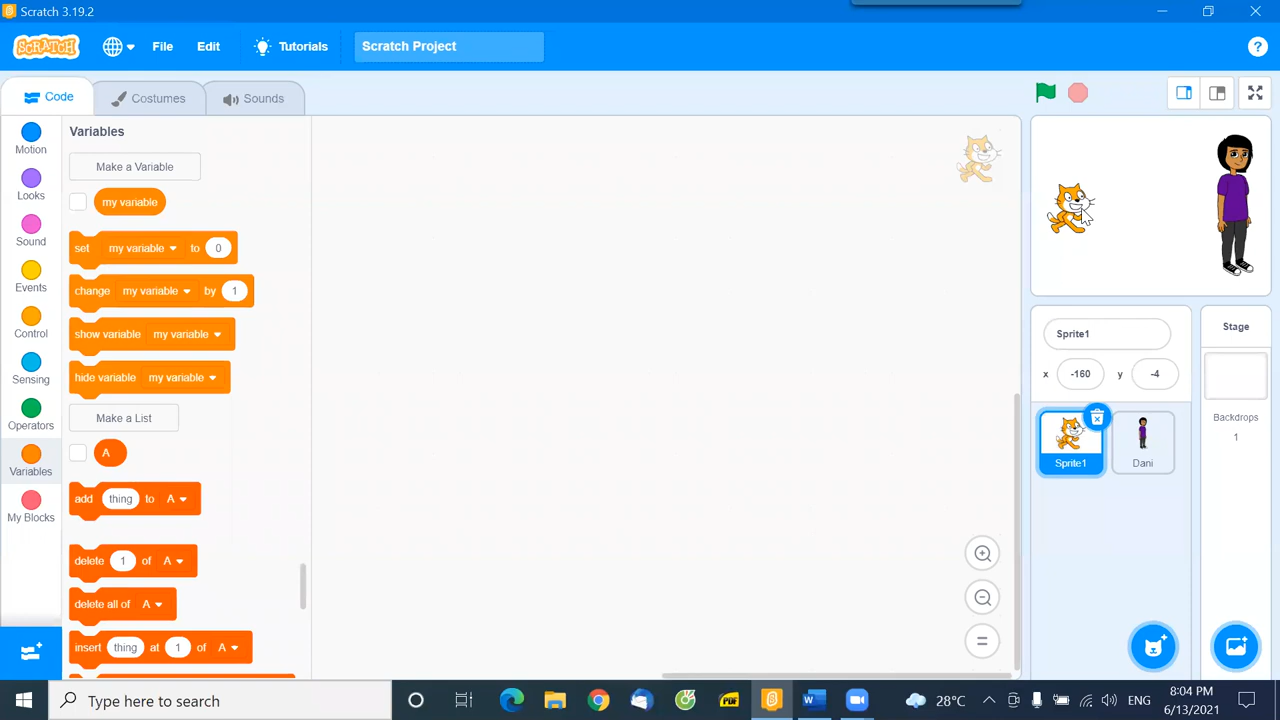 Scratch 3.19.2
SCRATCH File Edit Tutorials Scratch Project ?
Code Costumes Sounds
Motion
Looks
Sound
Events
Control
Sensing
Operators
Variables
My Blocks
Variables
Make a Variable
my variable
set my variable to 0
change my variable by 1
show variable my variable
hide variable my variable
Make a List
A
add thing to A
delete 1 of A
delete all of A
insert thing at 1 of A
Sprite1
x -160 y -4
Sprite1 Dani
Stage
Backdrops
1
Type here to search
PDF
W
28°C ENG
8:04 PM
6/13/2021